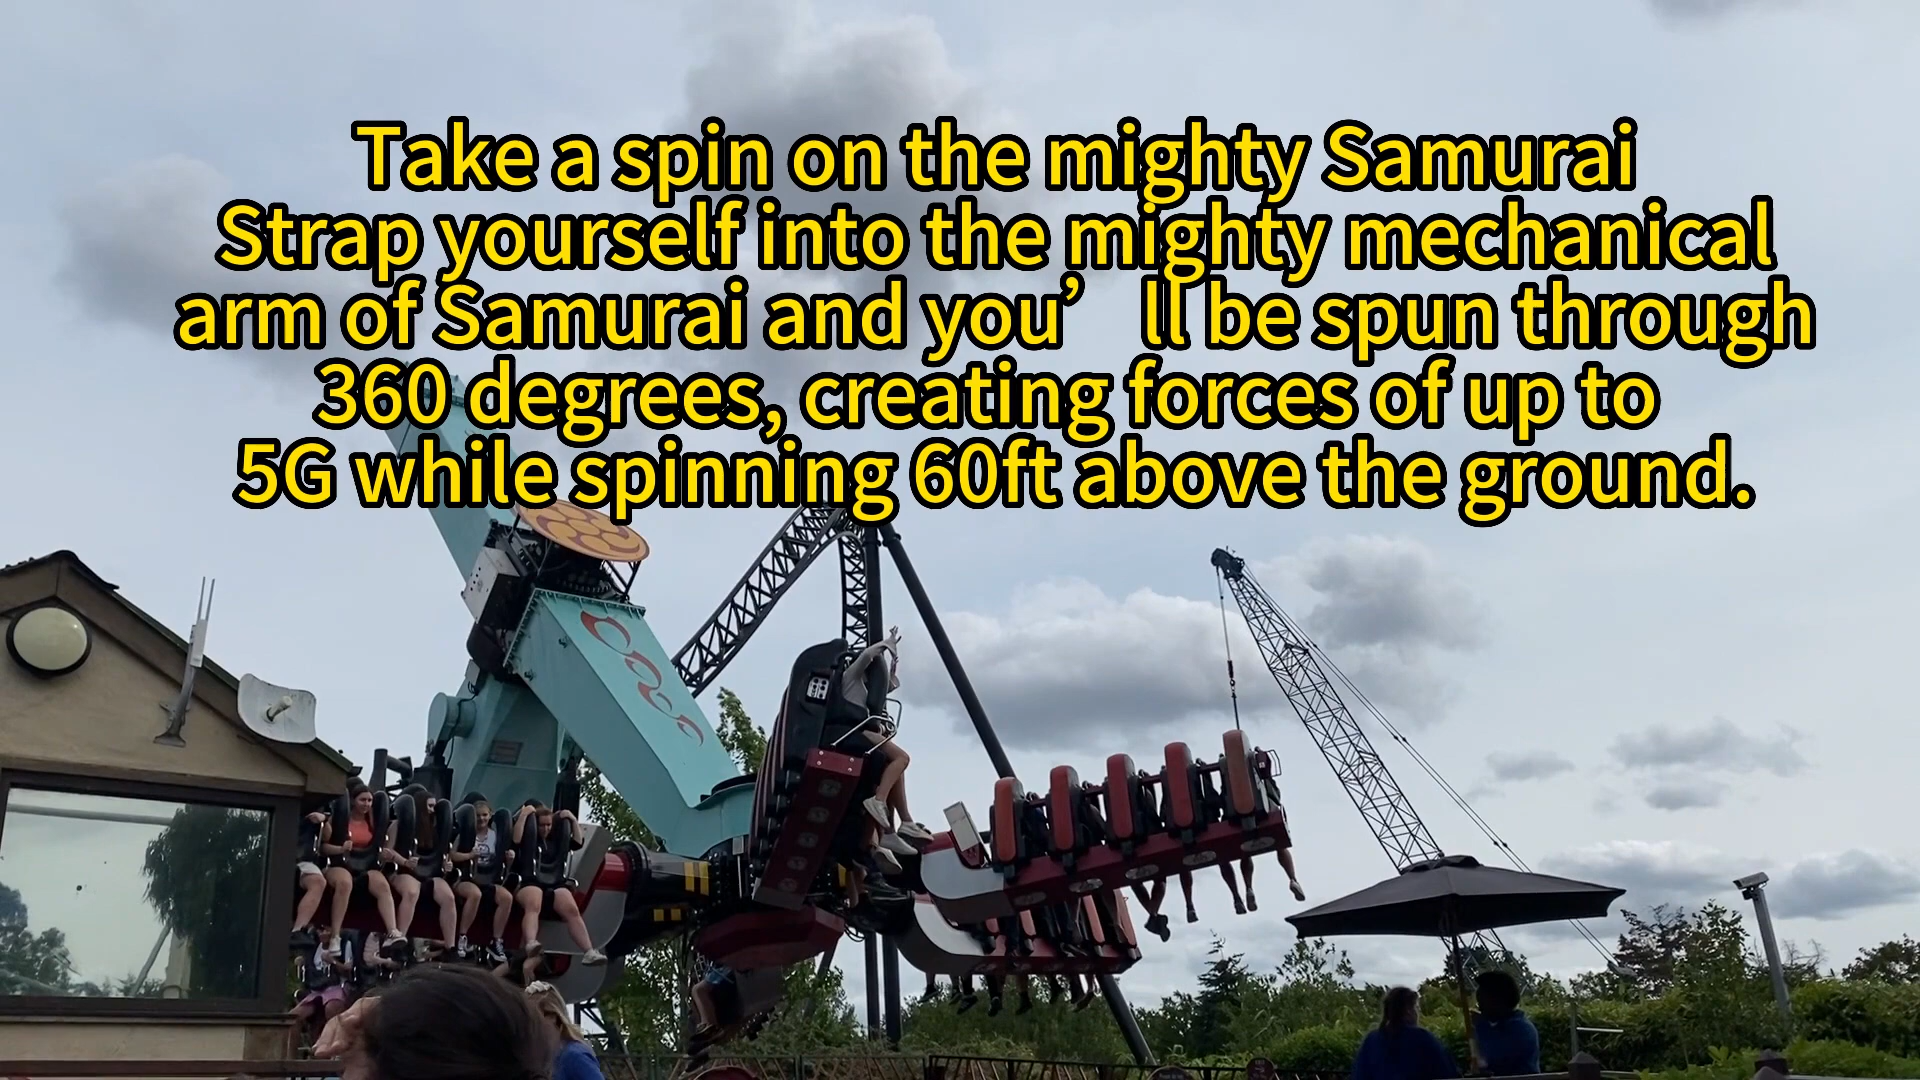 Take a spin on the mighty Samurai
Strap yourself into the mighty mechanical
arm of Samurai and you’ll be spun through
360 degrees, creating forces of up to
5G while spinning 60ft above the ground.